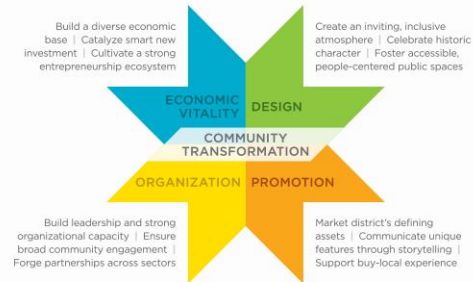 Build a diverse economic
base | Catalyze smart new
investment | Cultivate a strong
entrepreneurship ecosystem
Create an inviting, inclusive
atmosphere | Celebrate historic
character | Foster accessible,
people-centered public spaces
ECONOMIC
VITALITY
DESIGN
COMMUNITY
TRANSFORMATION
ORGANIZATION
PROMOTION
Build leadership and strong
organizational capacity | Ensure
broad community engagement |
Forge partnerships across sectors
Market district's defining
assets | Communicate unique
features through storytelling |
Support buy-local experience